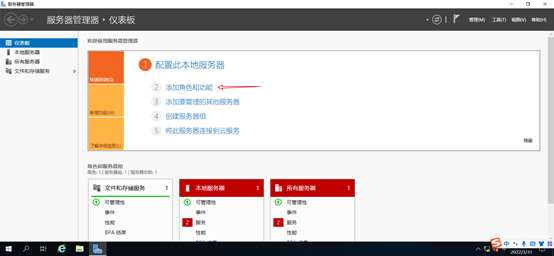 服务器管理器
服务器管理器 · 仪表板
管理(M) 工具(T) 视图(V) 帮助(H)
仪表板
本地服务器
所有服务器
文件和存储服务
欢迎使用服务器管理器
快速启动(Q)
新增功能(W)
了解详细信息(L)
1 配置此本地服务器
2 添加角色和功能
3 添加要管理的其他服务器
4 创建服务器组
5 将此服务器连接到云服务
隐藏
角色和服务器组
角色: 1 | 服务器组: 1 | 服务器总数: 1
文件和存储服务 1
可管理性
事件
性能
BPA 结果
本地服务器 1
可管理性
事件
2 服务
性能
所有服务器 1
可管理性
事件
2 服务
性能
中
2022/3/31